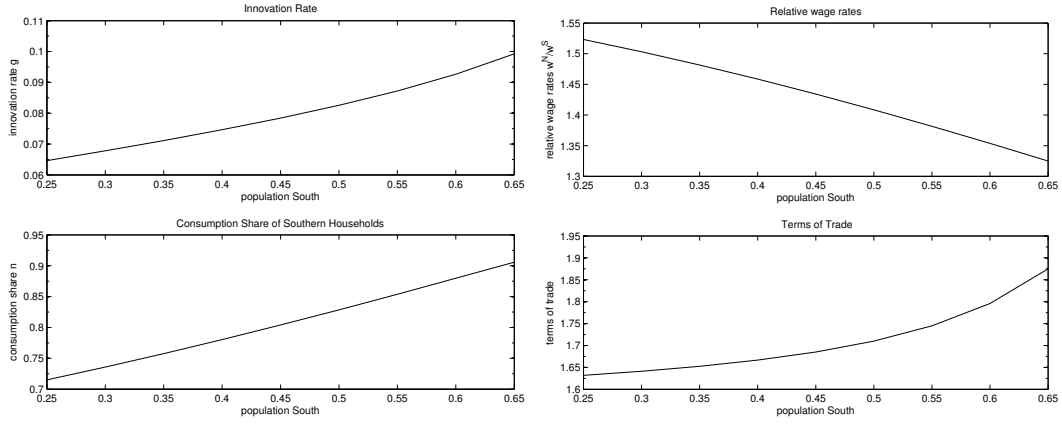 Innovation Rate
0.11
0.1
0.09
0.08
0.07
0.06
innovation rate g
0.25 0.3 0.35 0.4 0.45 0.5 0.55 0.6 0.65
population South
Relative wage rates
1.55
1.5
1.45
1.4
1.35
1.3
relative wage rates w^N/w^S
0.25 0.3 0.35 0.4 0.45 0.5 0.55 0.6 0.65
population South
Consumption Share of Southern Households
0.95
0.9
0.85
0.8
0.75
0.7
consumption share n
0.25 0.3 0.35 0.4 0.45 0.5 0.55 0.6 0.65
population South
Terms of Trade
1.95
1.9
1.85
1.8
1.75
1.7
1.65
1.6
terms of trade
0.25 0.3 0.35 0.4 0.45 0.5 0.55 0.6 0.65
population South